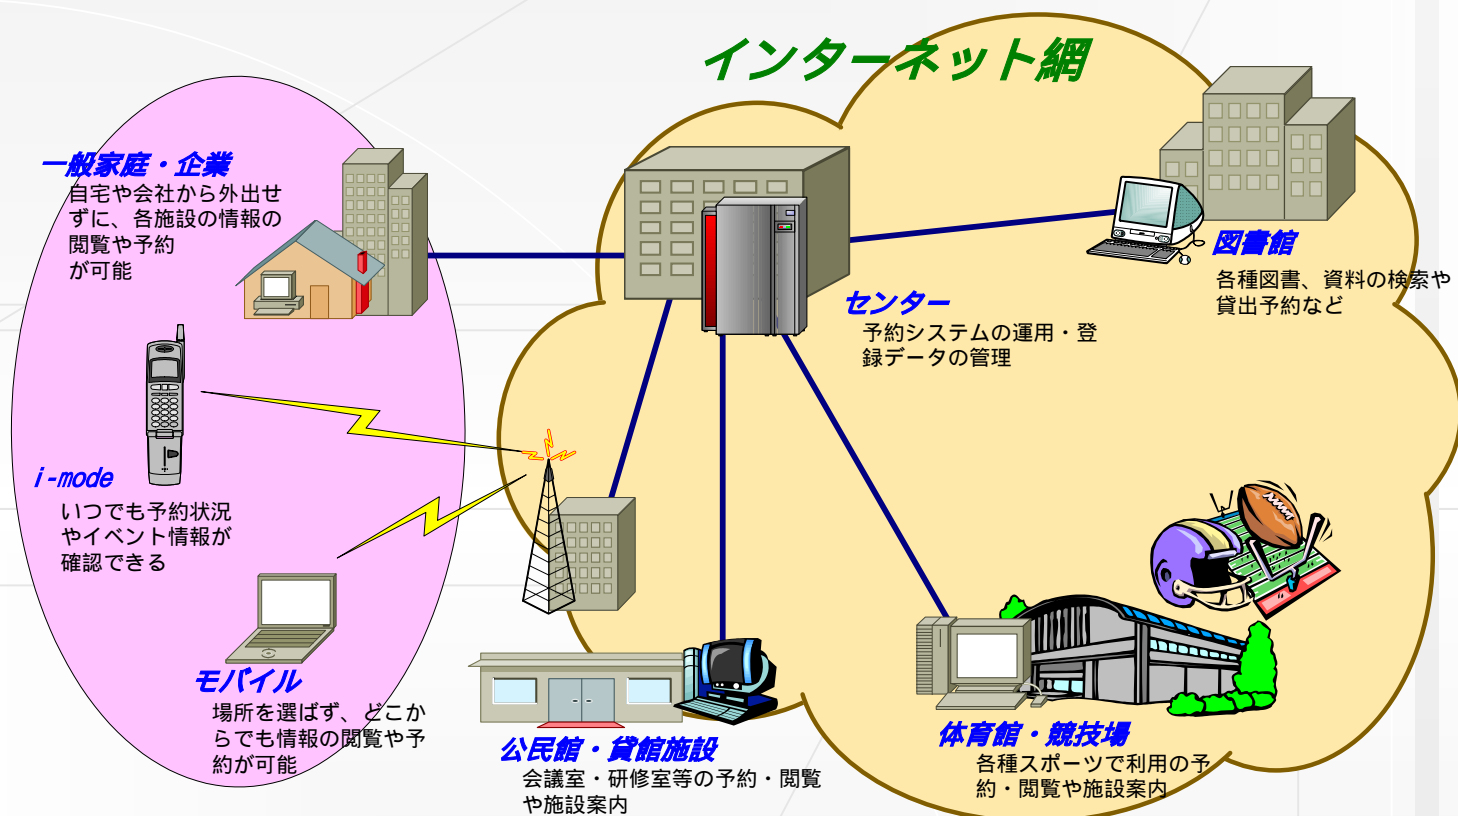 インターネット網
一般家庭・企業
自宅や会社から外出せ
ずに、各施設の情報の
閲覧や予約
が可能
i-mode
いつでも予約状況
やイベント情報が
確認できる
モバイル
場所を選ばず、どこか
らでも情報の閲覧や予
約が可能
センター
予約システムの運用・登
録データの管理
図書館
各種図書、資料の検索や
貸出予約など
公民館・貸館施設
会議室・研修室等の予約・閲覧
や施設案内
体育館・競技場
各種スポーツで利用の予
約・閲覧や施設案内